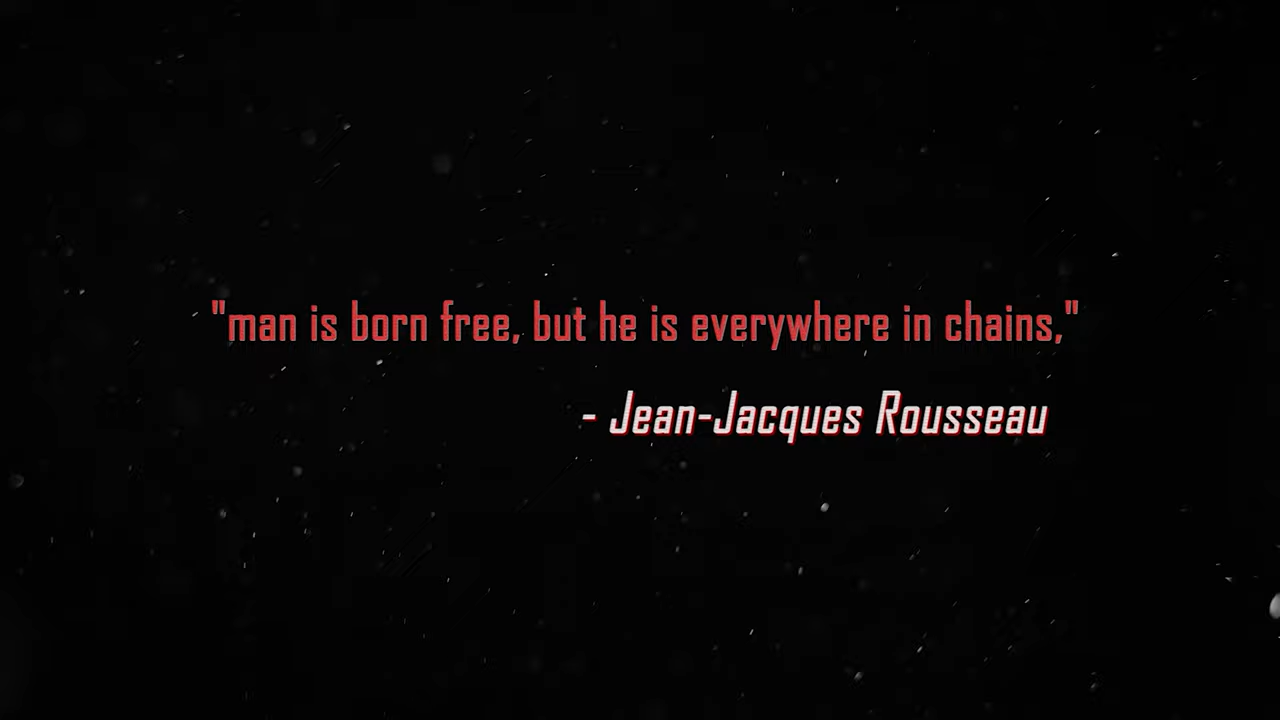 "man is born free, but he is everywhere in chains,"
- Jean-Jacques Rousseau